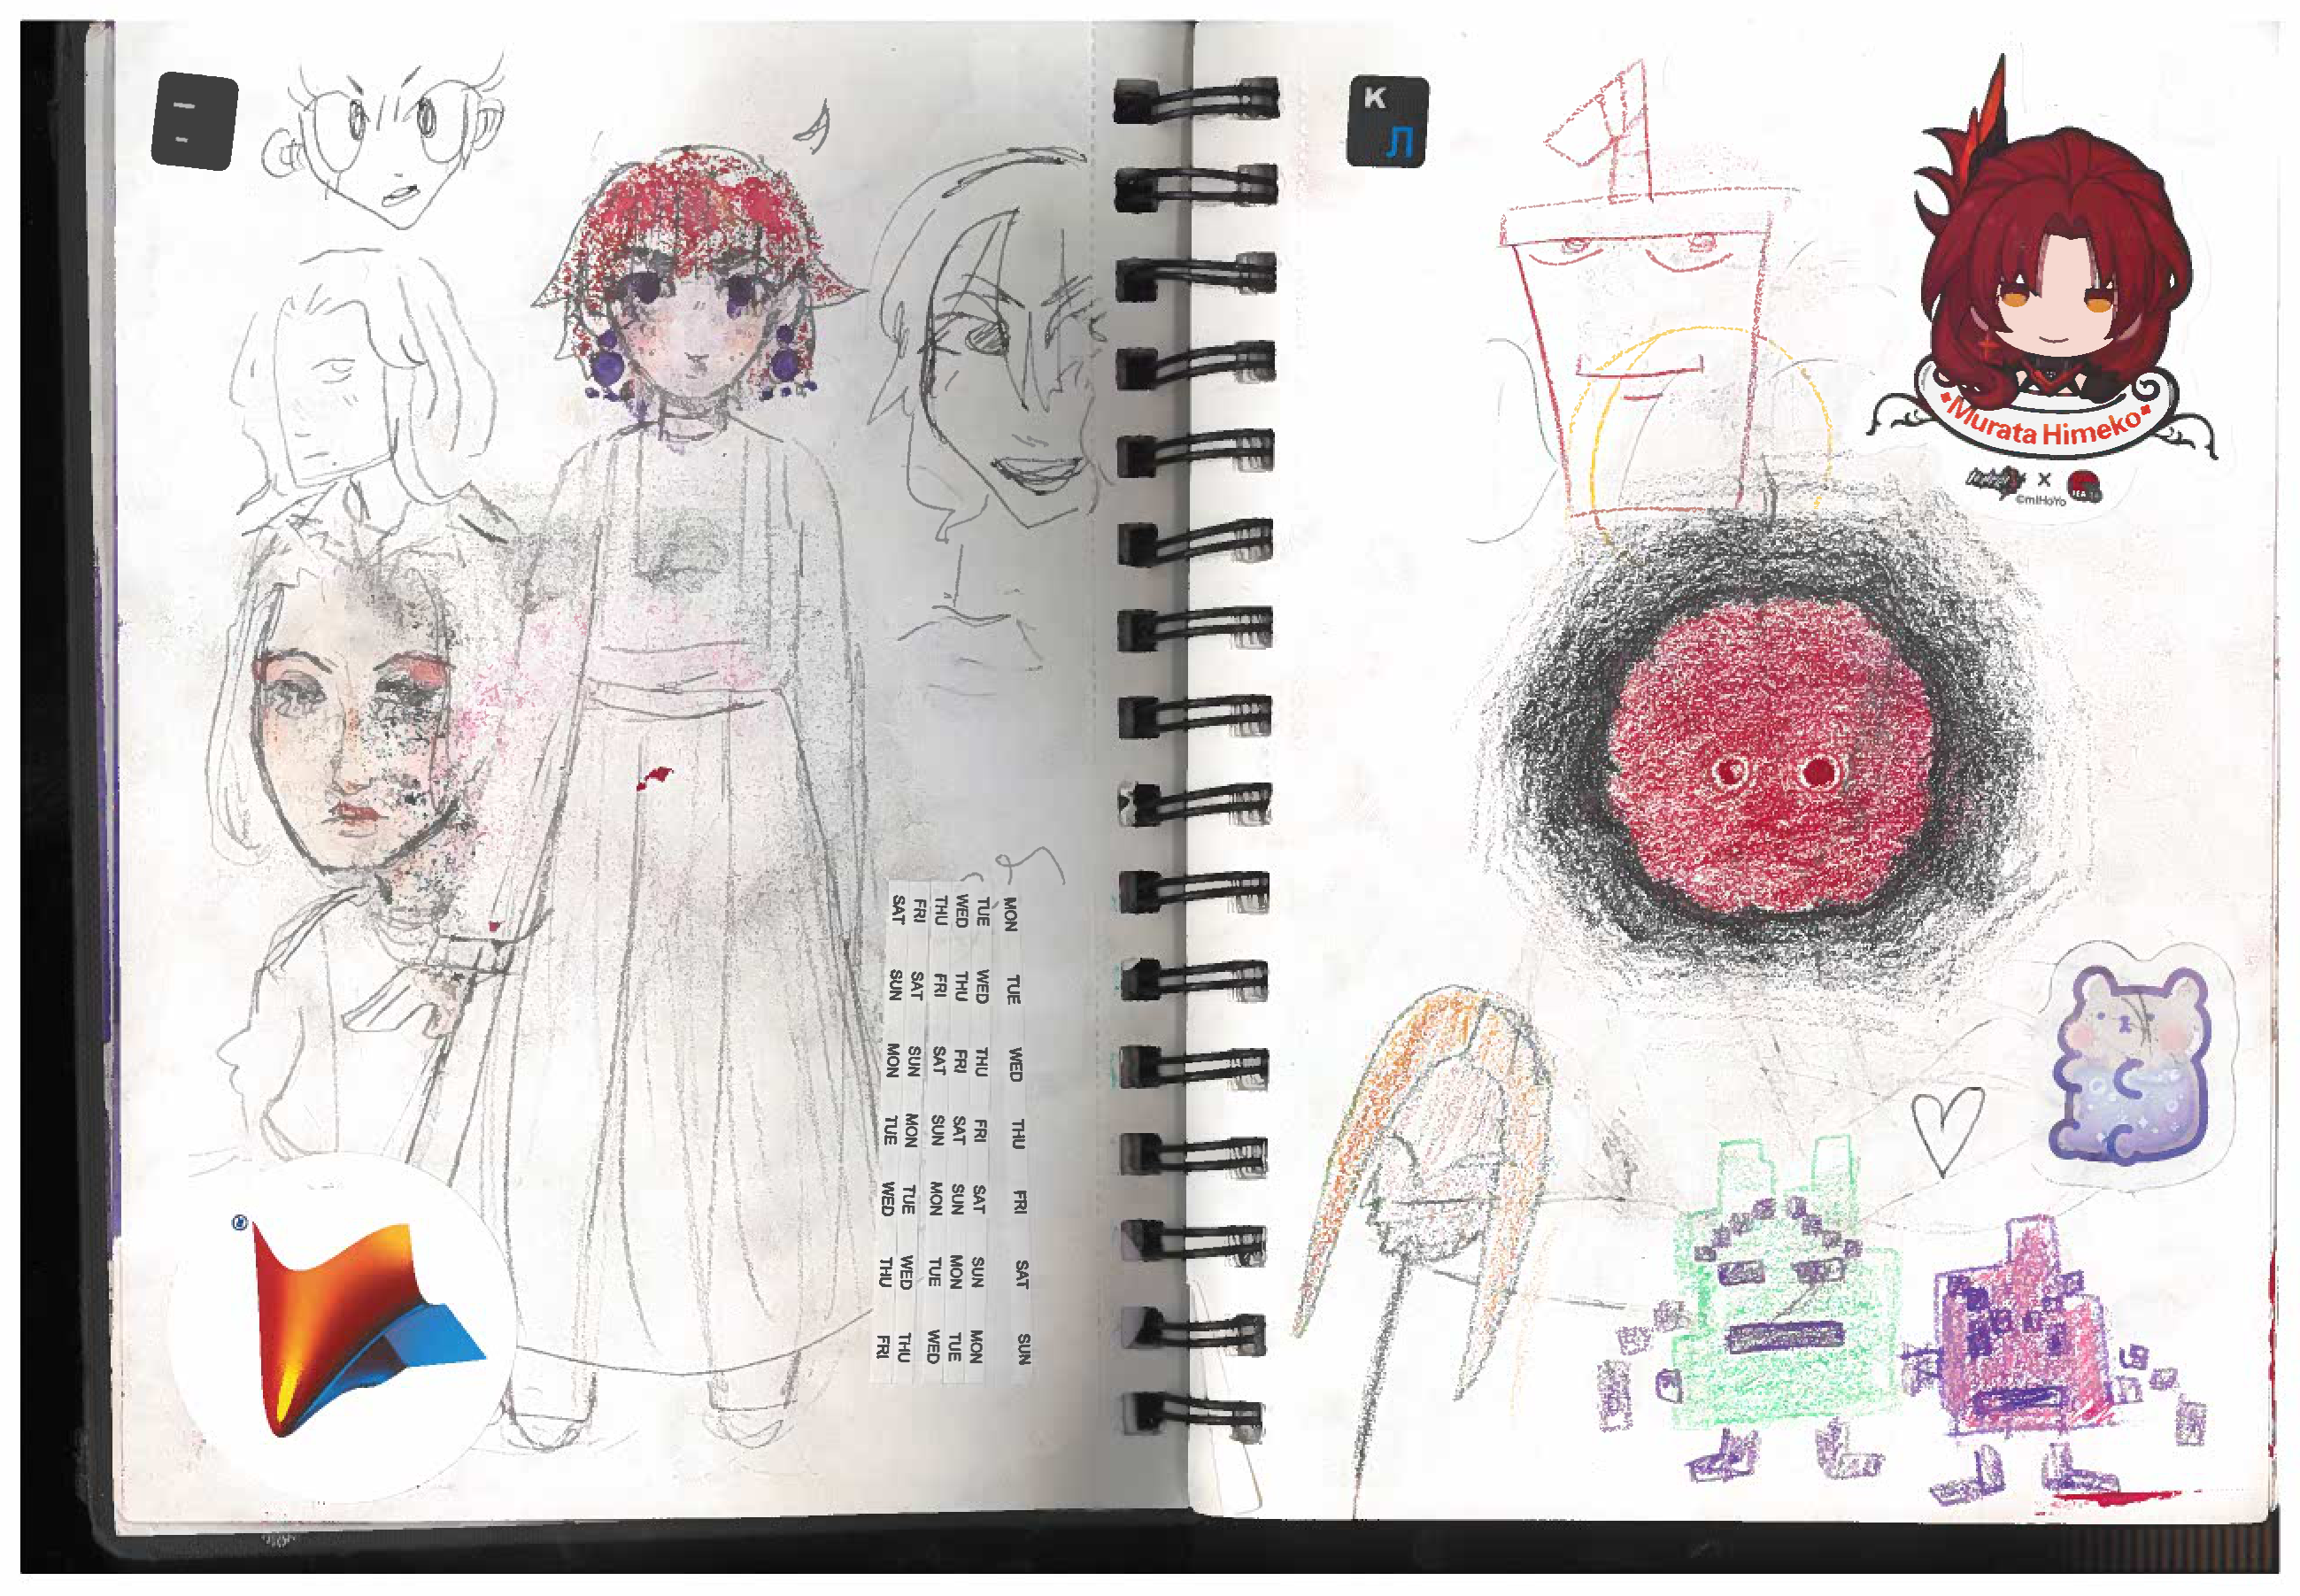 MON TUE WED THU FRI SAT SUN
TUE WED THU FRI SAT SUN MON
WED THU FRI SAT SUN MON TUE
THU FRI SAT SUN MON TUE WED
FRI SAT SUN MON TUE WED THU
SAT SUN MON TUE WED THU FRI
®
K
Л
Murata Himeko
X
©miHoYo